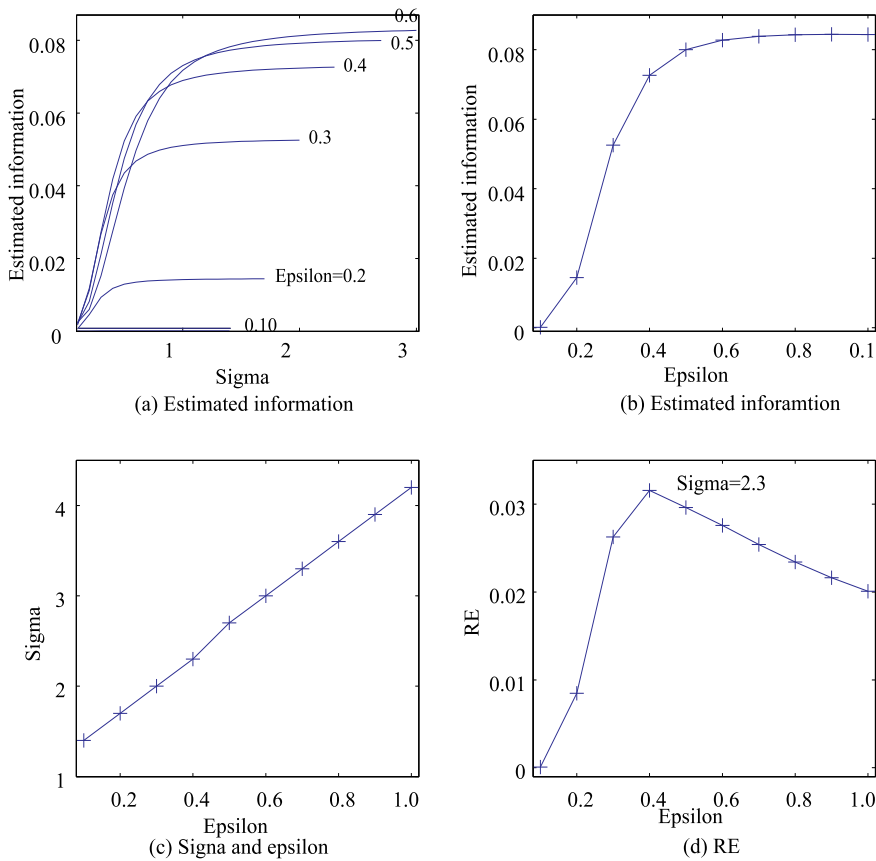 0.6
0.08
0.5
0.4
0.06
0.3
0.04
0.02
Epsilon=0.2
0.10
0
1
2
3
Estimated information
Sigma
(a) Estimated information
0.08
0.06
0.04
0.02
0
0.2
0.4
0.6
0.8
0.1
Estimated information
Epsilon
(b) Estimated inforamtion
4
3
2
1
0.2
0.4
0.6
0.8
1.0
Sigma
Epsilon
(c) Signa and epsilon
Sigma=2.3
0.03
0.02
0.01
0
0.2
0.4
0.6
0.8
1.0
RE
Epsilon
(d) RE